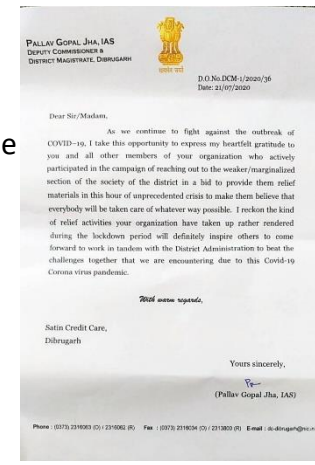 PALLAV GOPAL JHA, IAS
DEPUTY COMMISSIONER &
DISTRICT MAGISTRATE, DIBRUGARH
सत्यमेव जयते
D.O.No.DCM-1/2020/36
Date: 21/07/2020
Dear Sir/Madam,
As we continue to fight against the outbreak of
COVID-19, I take this opportunity to express my heartfelt gratitude to
you and all other members of your organization who actively
participated in the campaign of reaching out to the weaker/marginalized
section of the society of the district in a bid to provide them relief
materials in this hour of unprecedented crisis to make them believe that
everybody will be taken care of whatever way possible. I reckon the kind
of relief activities your organization have taken up rather rendered
during the lockdown period will definitely inspire others to come
forward to work in tandem with the District Administration to beat the
challenges together that we are encountering due to this Covid-19
Corona virus pandemic.
With warm regards,
Satin Credit Care,
Dibrugarh
Yours sincerely,
(Pallav Gopal Jha, IAS)
Phone : (0373) 2316063 (O) / 2316062 (R) Fax : (0373) 2316094 (O) / 2313803 (R) E-mail : dc-dibrugarh@nic.in
e